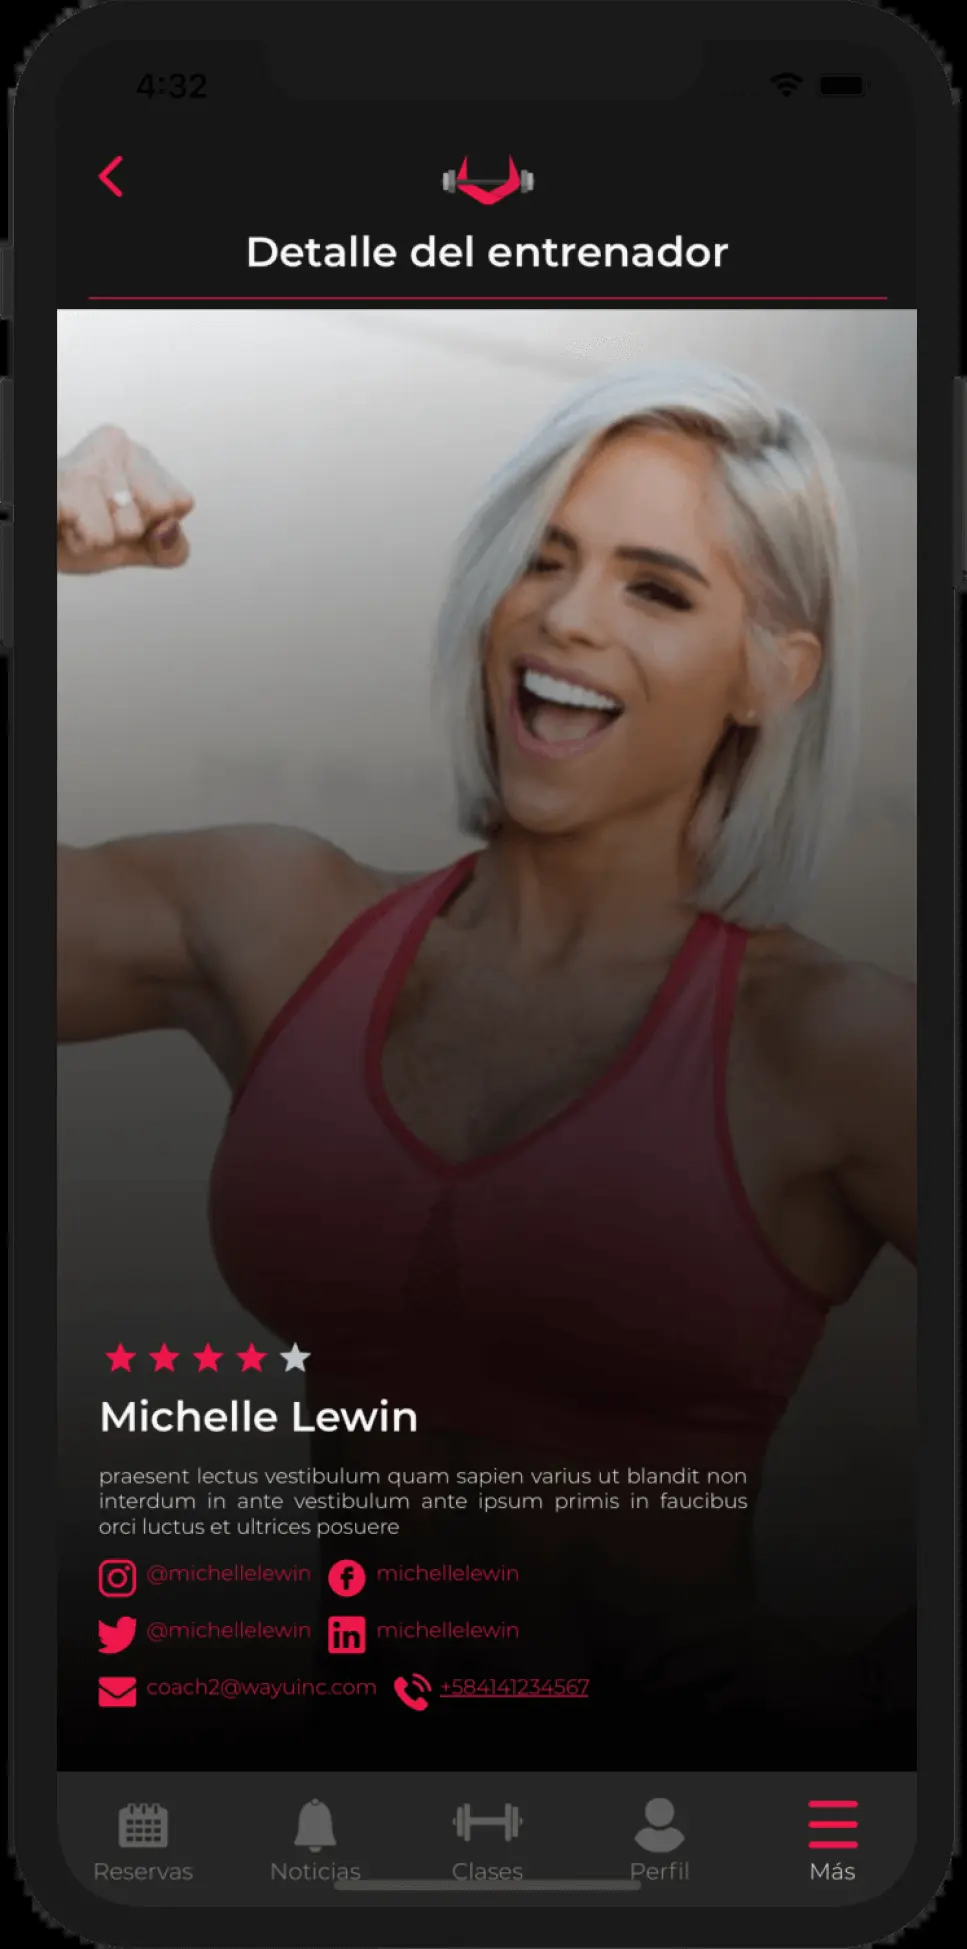 4:32
Detalle del entrenador
Michelle Lewin
praesent lectus vestibulum quam sapien varius ut blandit non
interdum in ante vestibulum ante ipsum primis in faucibus
orci luctus et ultrices posuere
@michellelewin michellelewin
@michellelewin michellelewin
coach2@wayuinc.com +584141234567
Reservas Noticias Clases Perfil Más